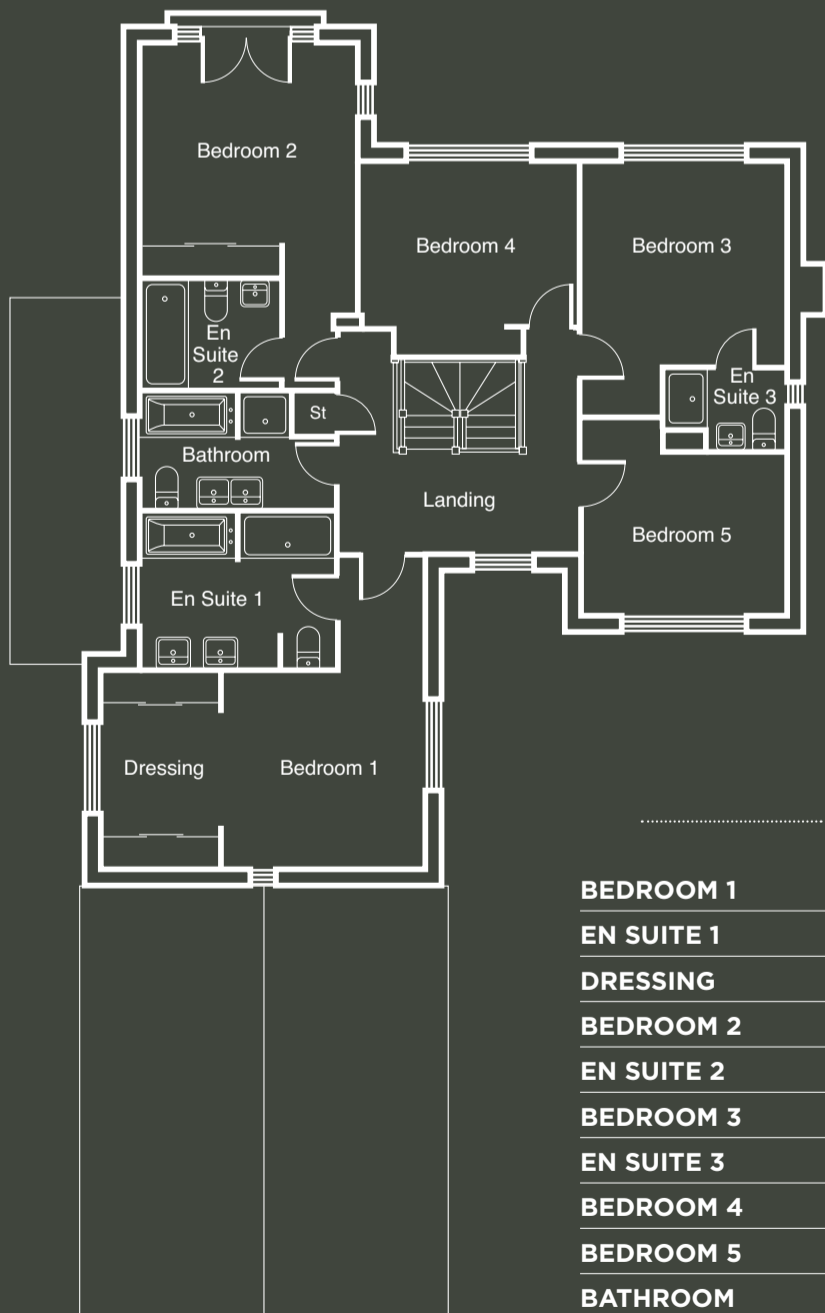 Bedroom 2
Bedroom 4
Bedroom 3
En
Suite
2
En
Suite 3
St
Bathroom
Landing
Bedroom 5
En Suite 1
Dressing
Bedroom 1
BEDROOM 1
EN SUITE 1
DRESSING
BEDROOM 2
EN SUITE 2
BEDROOM 3
EN SUITE 3
BEDROOM 4
BEDROOM 5
BATHROOM